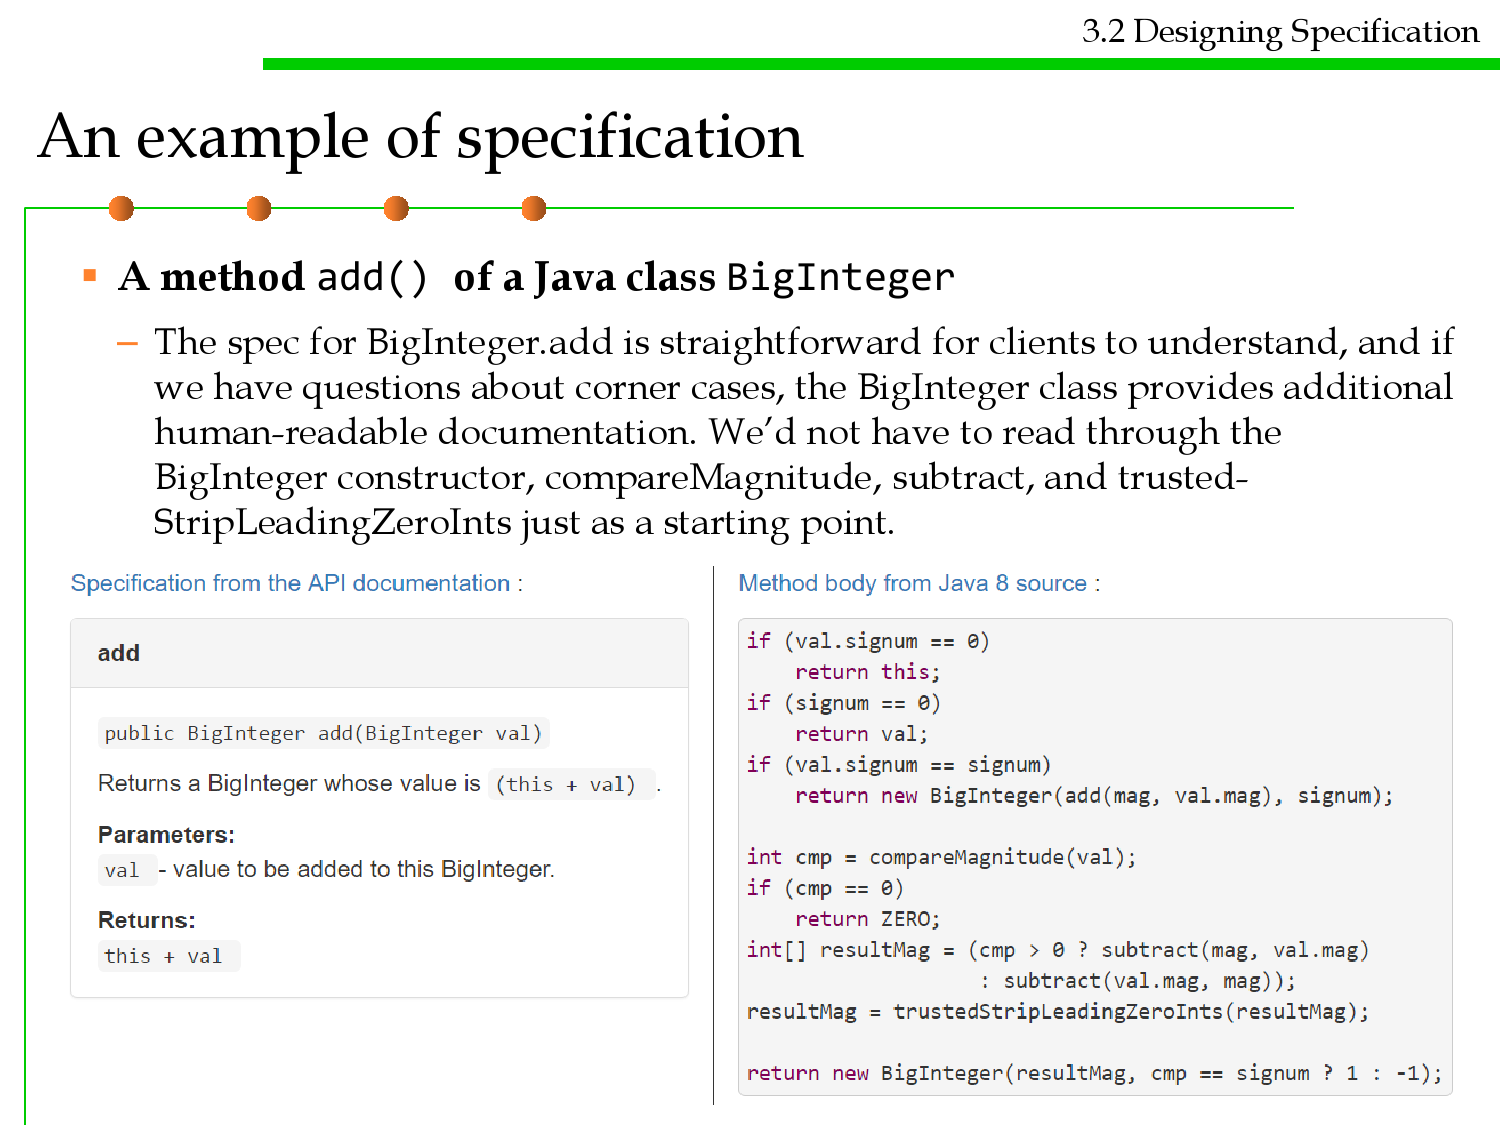 3.2 Designing Specification
An example of specification
▪ A method add() of a Java class BigInteger
– The spec for BigInteger.add is straightforward for clients to understand, and if
we have questions about corner cases, the BigInteger class provides additional
human-readable documentation. We’d not have to read through the
BigInteger constructor, compareMagnitude, subtract, and trusted-
StripLeadingZeroInts just as a starting point.
Specification from the API documentation :
add
public BigInteger add(BigInteger val)
Returns a BigInteger whose value is (this + val) .
Parameters:
val - value to be added to this BigInteger.
Returns:
this + val
Method body from Java 8 source :
if (val.signum == 0)
    return this;
if (signum == 0)
    return val;
if (val.signum == signum)
    return new BigInteger(add(mag, val.mag), signum);
int cmp = compareMagnitude(val);
if (cmp == 0)
    return ZERO;
int[] resultMag = (cmp > 0 ? subtract(mag, val.mag)
                   : subtract(val.mag, mag));
resultMag = trustedStripLeadingZeroInts(resultMag);
return new BigInteger(resultMag, cmp == signum ? 1 : -1);